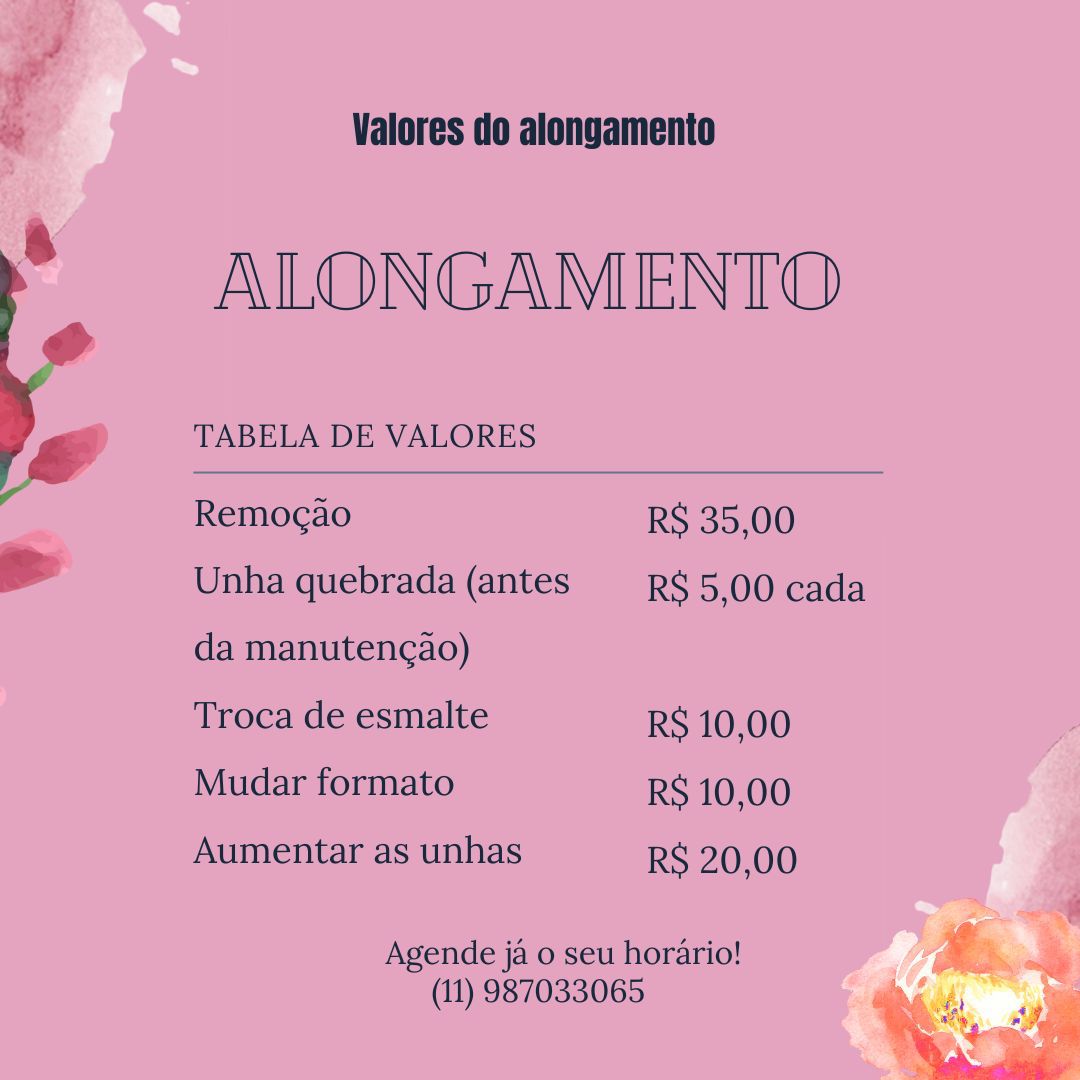 Valores do alongamento
ALONGAMENTO
TABELA DE VALORES
Remoção R$ 35,00
Unha quebrada (antes R$ 5,00 cada
da manutenção)
Troca de esmalte R$ 10,00
Mudar formato R$ 10,00
Aumentar as unhas R$ 20,00
Agende já o seu horário!
(11) 987033065